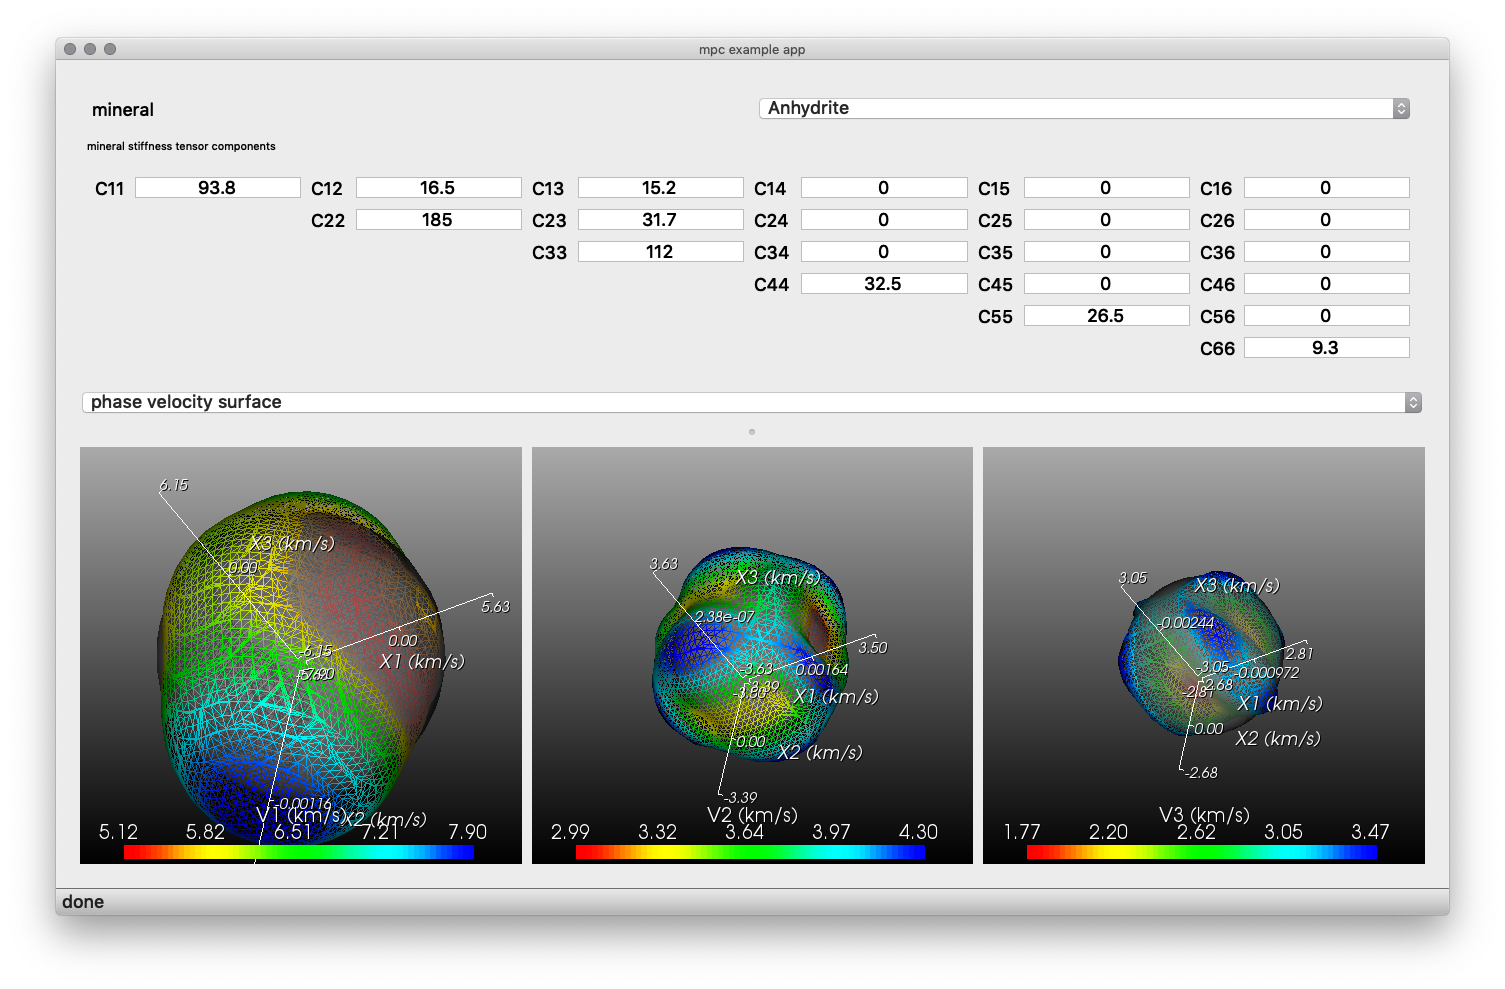 mpc example app
mineral
Anhydrite
mineral stiffness tensor components
C11 93.8 C12 16.5 C13 15.2 C14 0 C15 0 C16 0
C22 185 C23 31.7 C24 0 C25 0 C26 0
C33 112 C34 0 C35 0 C36 0
C44 32.5 C45 0 C46 0
C55 26.5 C56 0
C66 9.3
phase velocity surface
6.15
X3 (km/s)
0.00
5.63
0.00
-6.15
X1 (km/s)
-0.00116
V1 (km/s)
X2 (km/s)
5.12 5.82 6.51 7.21 7.90
3.63
X3 (km/s)
2.38e-07
3.50
-3.63
0.00164
X1 (km/s)
0.00
X2 (km/s)
-3.39
V2 (km/s)
2.99 3.32 3.64 3.97 4.30
3.05
X3 (km/s)
-0.00244
2.81
-3.05
-0.000972
-2.81
2.68
X1 (km/s)
0.00
X2 (km/s)
-2.68
V3 (km/s)
1.77 2.20 2.62 3.05 3.47
done